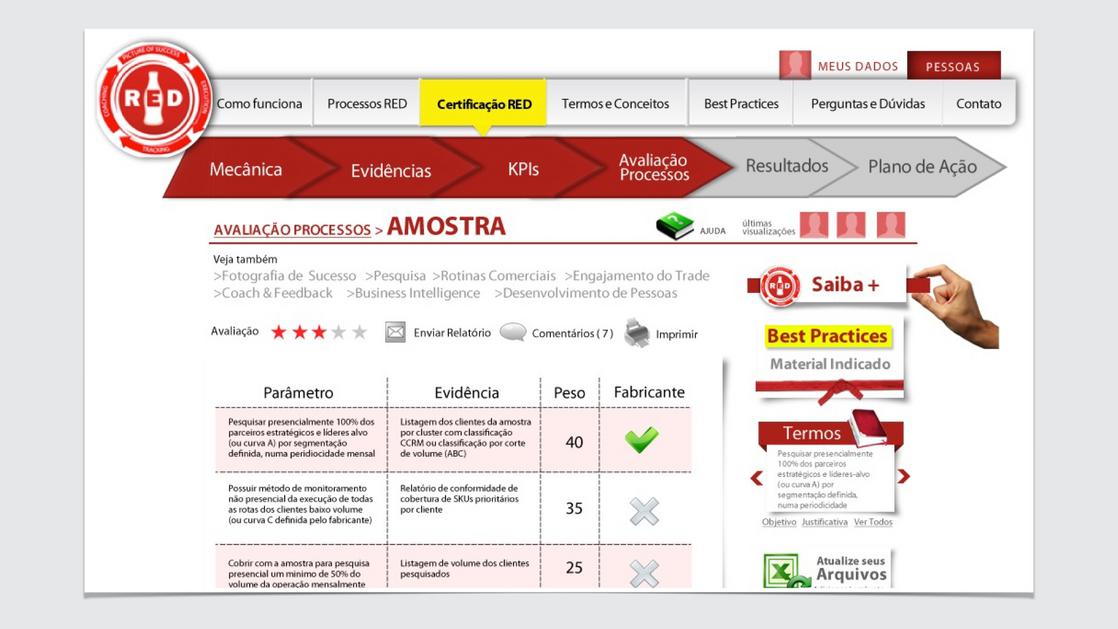 PICTURE OF SUCCESS
EXECUTION
TRACKING
COACHING
RED
MEUS DADOS
PESSOAS
Como funciona
Processos RED
Certificação RED
Termos e Conceitos
Best Practices
Perguntas e Dúvidas
Contato
Mecânica
Evidências
KPIs
Avaliação
Processos
Resultados
Plano de Ação
AVALIAÇÃO PROCESSOS > AMOSTRA
AJUDA
últimas
visualizações
Veja também
>Fotografia de Sucesso >Pesquisa >Rotinas Comerciais >Engajamento do Trade
>Coach & Feedback >Business Intelligence >Desenvolvimento de Pessoas
Avaliação
Enviar Relatório
Comentários ( 7 )
Imprimir
Parâmetro
Evidência
Peso
Fabricante
Pesquisar presencialmente 100% dos
parceiros estratégicos e líderes alvo
(ou curva A) por segmentação
definida, numa peridiocidade mensal
Listagem dos clientes da amostra
por cluster com classificação
CCRM ou classificação por corte
de volume (ABC)
40
Possuir método de monitoramento
não presencial da execução de todas
as rotas dos clientes baixo volume
(ou curva C definida pelo fabricante)
Relatório de conformidade de
cobertura de SKUs prioritários
por cliente
35
Cobrir com a amostra para pesquisa
presencial um minimo de 50% do
volume da operação mensalmente
Listagem de volume dos clientes
pesquisados
25
RED
Saiba +
Best Practices
Material Indicado
Termos
Pesquisar presencialmente
100% dos parceiros
estratégicos e líderes-alvo
(ou curva A) por
segmentação definida,
numa periodicidade
Objetivo Justificativa Ver Todos
Atualize seus
Arquivos